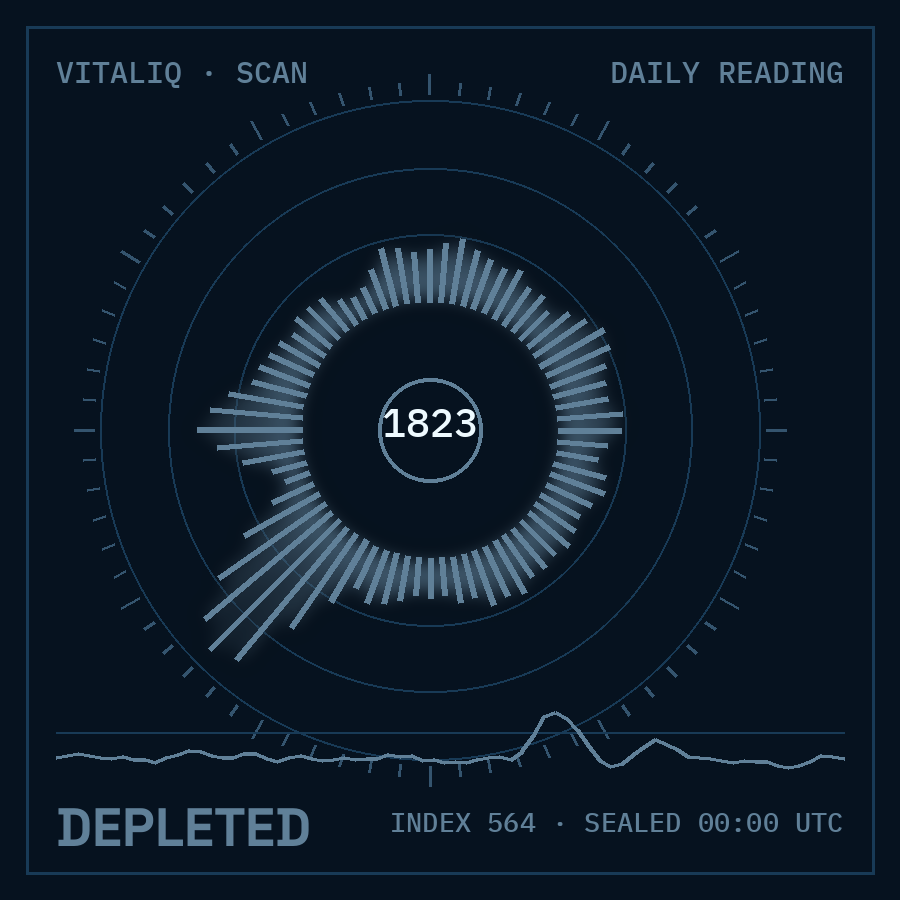 VITALIQ · SCAN
DAILY READING
1823
DEPLETED
INDEX 564 · SEALED 00:00 UTC